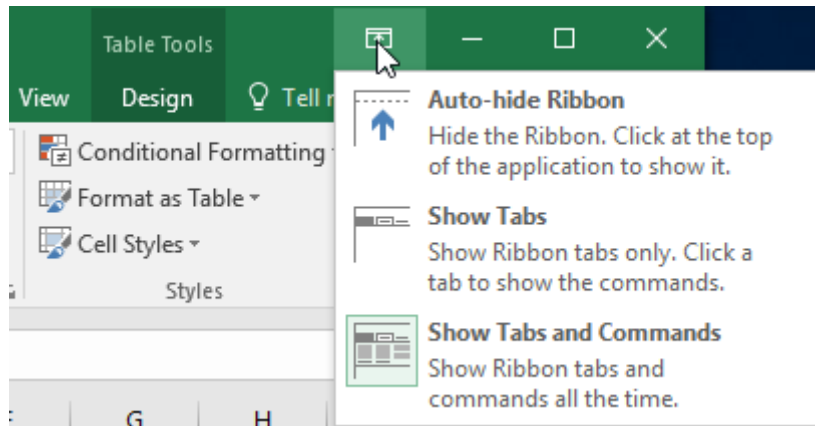 Table Tools
View
Design
Tell
Auto-hide Ribbon
Hide the Ribbon. Click at the top
of the application to show it.
Conditional Formatting
Format as Table
Cell Styles
Styles
Show Tabs
Show Ribbon tabs only. Click a
tab to show the commands.
Show Tabs and Commands
Show Ribbon tabs and
commands all the time.
G
H